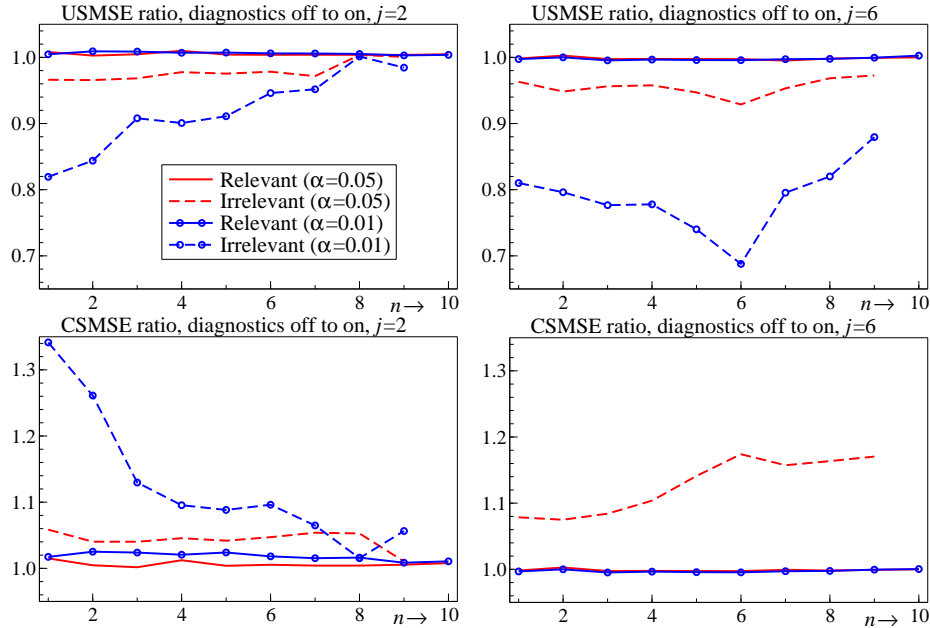 USMSE ratio, diagnostics off to on, j=2
1.0
0.9
0.8
0.7
Relevant (α=0.05)
Irrelevant (α=0.05)
Relevant (α=0.01)
Irrelevant (α=0.01)
2 4 6 8 n→ 10
USMSE ratio, diagnostics off to on, j=6
1.0
0.9
0.8
0.7
2 4 6 8 n→ 10
CSMSE ratio, diagnostics off to on, j=2
1.3
1.2
1.1
1.0
2 4 6 8 n→ 10
CSMSE ratio, diagnostics off to on, j=6
1.3
1.2
1.1
1.0
2 4 6 8 n→ 10